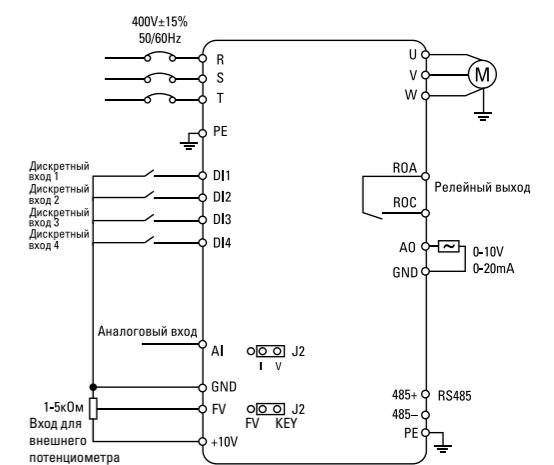 400V±15%
50/60Hz
R
S
T
PE
Дискретный
вход 1
Дискретный
вход 2
Дискретный
вход 3
Дискретный
вход 4
DI1
DI2
DI3
DI4
Аналоговый вход
AI
J2
I V
GND
1-5кОм
Вход для
внешнего
потенциометра
FV
J2
FV KEY
+10V
U
V
W
M
ROA
ROC
Релейный выход
AO
GND
0-10V
0-20mA
485+
RS485
485–
PE